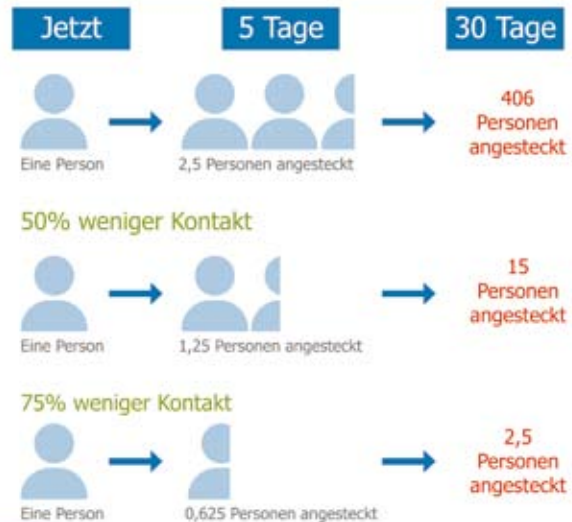 Jetzt
5 Tage
30 Tage
Eine Person
2,5 Personen angesteckt
406
Personen
angesteckt
50% weniger Kontakt
Eine Person
1,25 Personen angesteckt
15
Personen
angesteckt
75% weniger Kontakt
Eine Person
0,625 Personen angesteckt
2,5
Personen
angesteckt